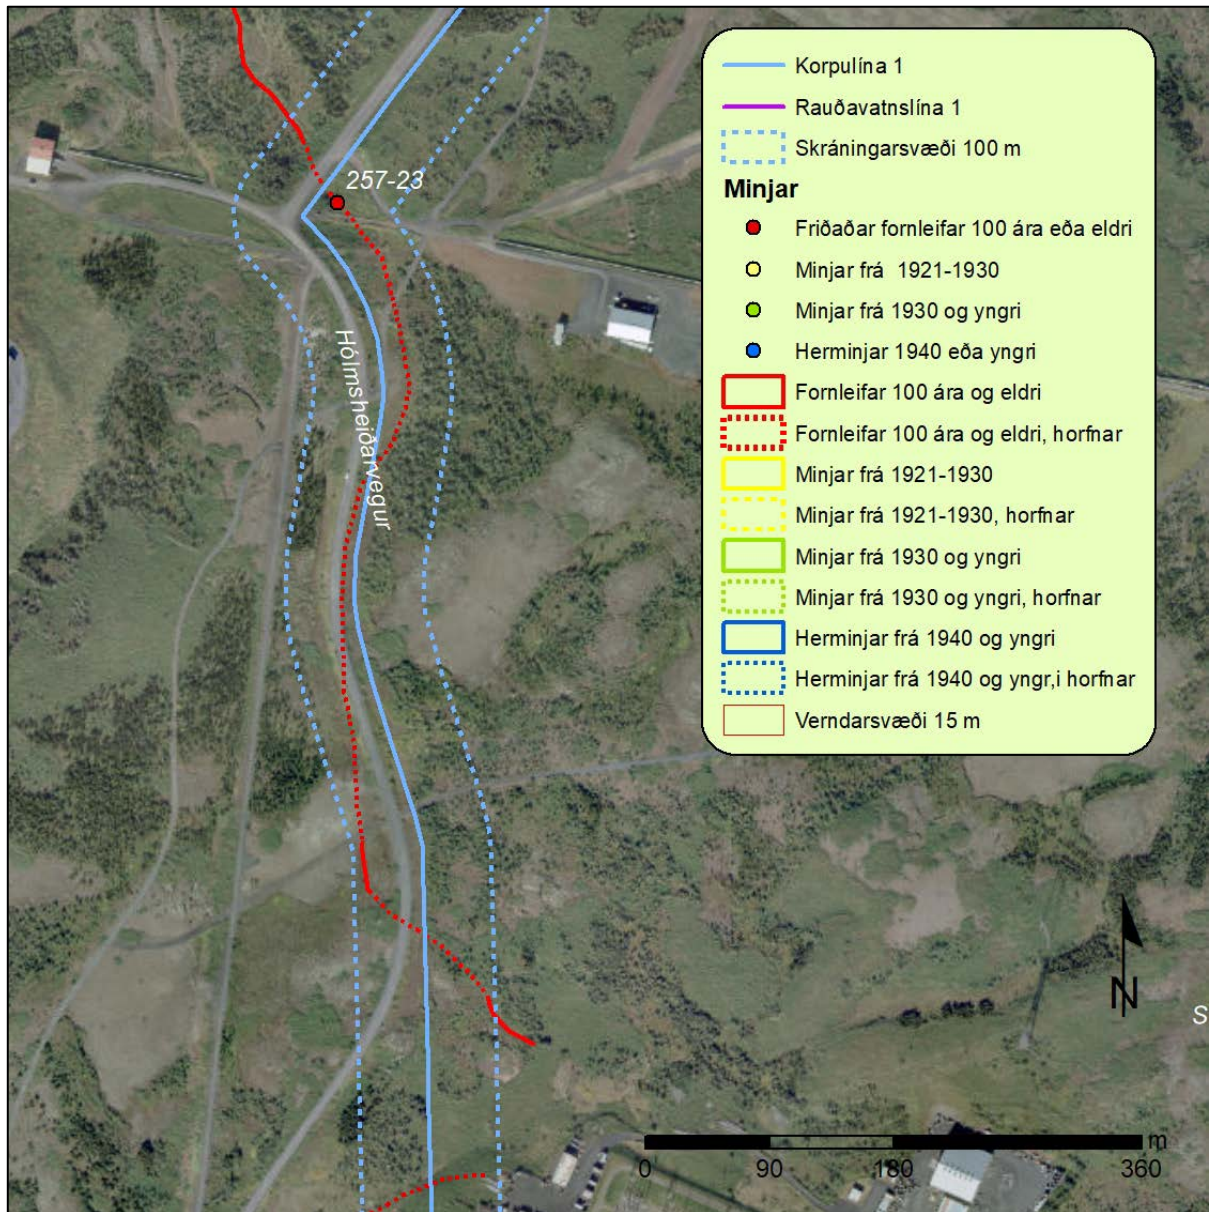 257-23
Hólmsheiðarvegur
Korpulína 1
Rauðavatnslína 1
Skráningarsvæði 100 m
Minjar
Friðaðar fornleifar 100 ára eða eldri
Minjar frá 1921-1930
Minjar frá 1930 og yngri
Herminjar 1940 eða yngri
Fornleifar 100 ára og eldri
Fornleifar 100 ára og eldri, horfnar
Minjar frá 1921-1930
Minjar frá 1921-1930, horfnar
Minjar frá 1930 og yngri
Minjar frá 1930 og yngri, horfnar
Herminjar frá 1940 og yngri
Herminjar frá 1940 og yngr,i horfnar
Verndarsvæði 15 m
N
S
m
0 90 180 360